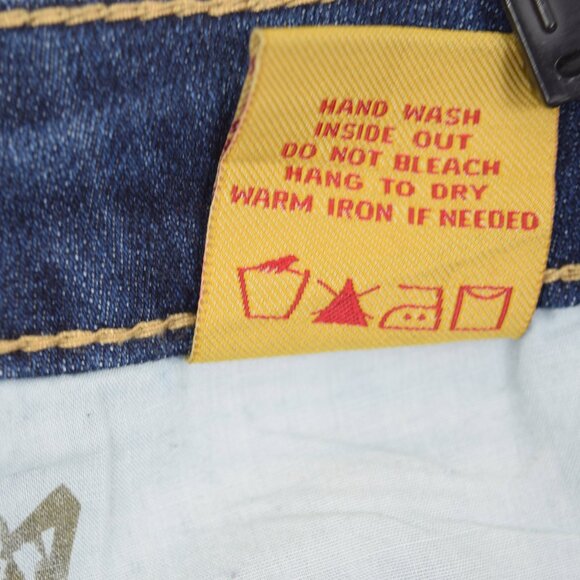 HAND WASH
INSIDE OUT
DO NOT BLEACH
HANG TO DRY
WARM IRON IF NEEDED